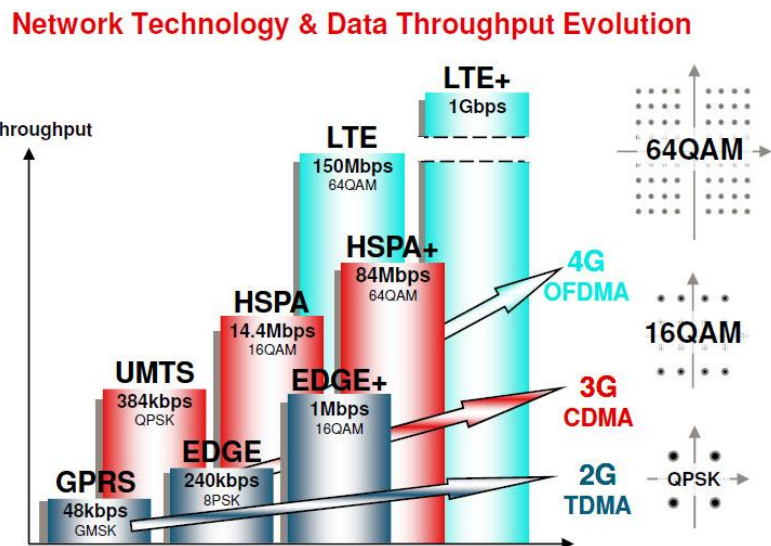 Network Technology & Data Throughput Evolution
LTE+
1Gbps
hroughput
LTE
150Mbps
64QAM
64QAM
HSPA+
84Mbps
64QAM
4G
OFDMA
HSPA
14.4Mbps
16QAM
16QAM
UMTS
384kbps
QPSK
EDGE+
1Mbps
16QAM
3G
CDMA
EDGE
240kbps
8PSK
GPRS
48kbps
GMSK
2G
TDMA
QPSK